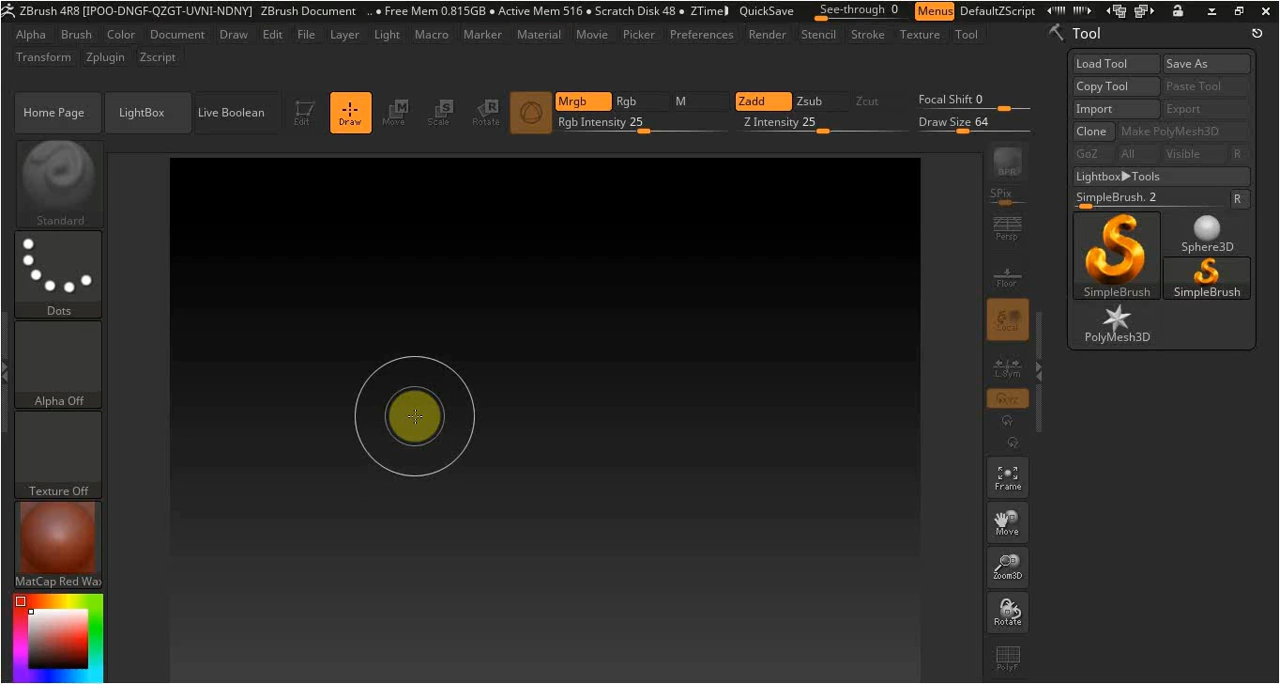 ZBrush 4R8 [IPOO-DNGF-QZGT-UVNI-NDNY] ZBrush Document .. • Free Mem 0.815GB • Active Mem 516 • Scratch Disk 48 • ZTime QuickSave See-through 0 Menus DefaultZScript
Alpha Brush Color Document Draw Edit File Layer Light Macro Marker Material Movie Picker Preferences Render Stencil Stroke Texture Tool
Transform Zplugin Zscript
Home Page LightBox Live Boolean Edit Draw Move Scale Rotate
Mrgb Rgb M Zadd Zsub Zcut Focal Shift 0
Rgb Intensity 25 Z Intensity 25 Draw Size 64
Standard
Dots
Alpha Off
Texture Off
MatCap Red Wax
BPR
SPix
Persp
Floor
Local
L.Sym
XYZ
Frame
Move
Zoom3D
Rotate
PolyF
Tool
Load Tool Save As
Copy Tool Paste Tool
Import Export
Clone Make PolyMesh3D
GoZ All Visible R
Lightbox▶Tools
SimpleBrush. 2 R
Sphere3D
SimpleBrush SimpleBrush
PolyMesh3D